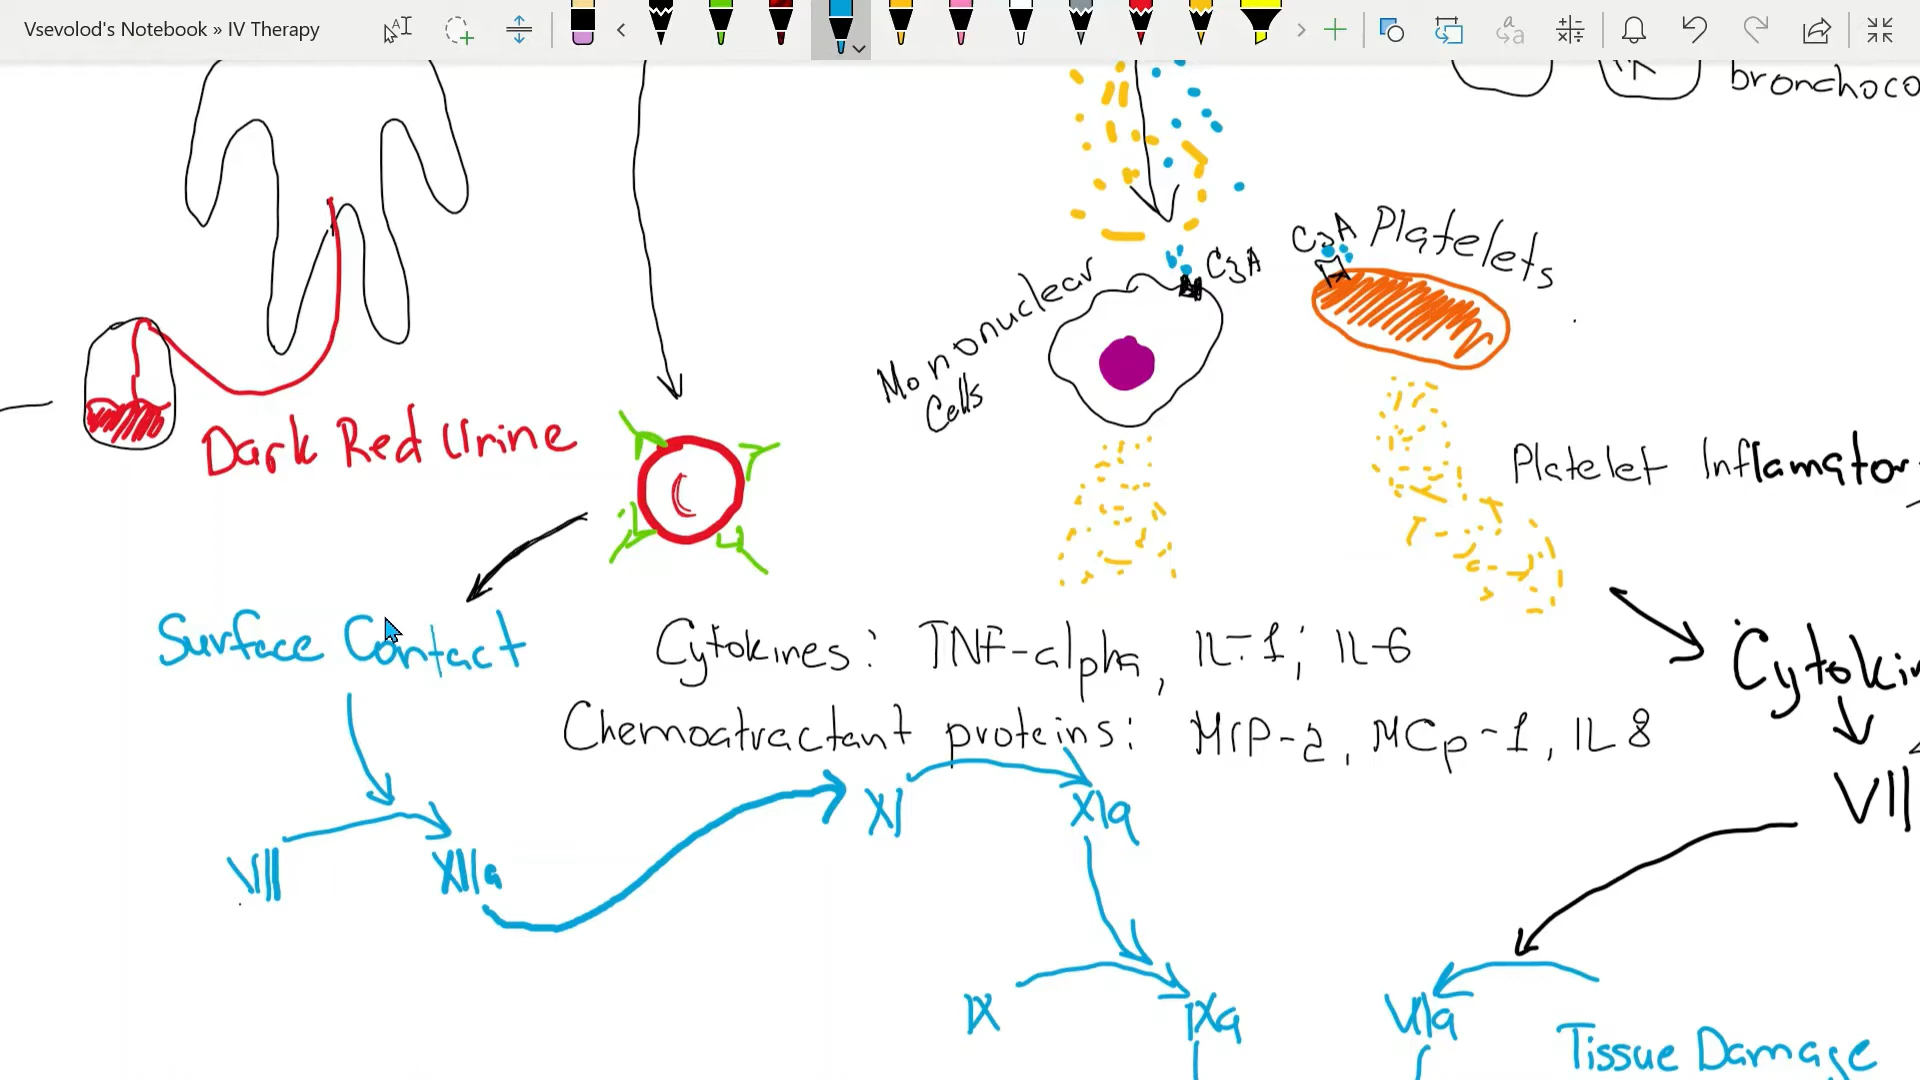 Vsevolod's Notebook » IV Therapy
bronchoco
C3A
C3A
Platelets
Mononuclear
Cells
Dark Red Urine
Platelet Inflamator
Surface Contact
Cytokines: TNF-alpha, IL-1; IL-6
Cytokin
Chemoatractant proteins: MIP-2, MCp-1, IL8
VII
XI
XIa
VII
XIIa
IX
IXa
VIIa
Tissue Damage